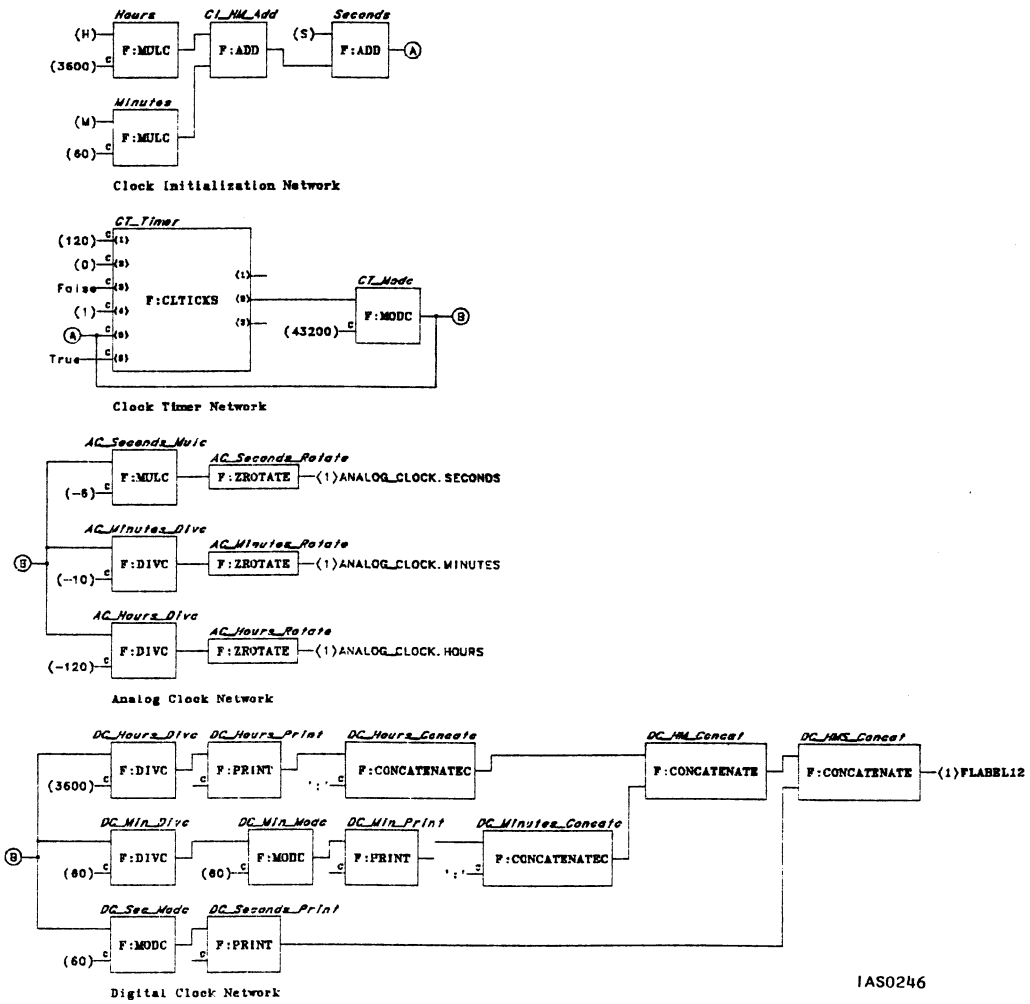 Hours CI_HM_Add Seconds
(H) F:MULC F:ADD (S) F:ADD A
(3600) C
Minutes
(M) F:MULC
(60) C
Clock Initialization Network
CT_Timer
(120) C <1>
(0) C <2>
False C <3> F:CLTICKS <1> <2> <3> CT_Modc
(1) C <4> (43200) C F:MODC B
A C <5>
True C <6>
Clock Timer Network
AC_Seconds_Mulc AC_Seconds_Rotate
(-6) C F:MULC F:ZROTATE <1>ANALOG_CLOCK.SECONDS
AC_Minutes_Divc AC_Minutes_Rotate
B (-10) C F:DIVC F:ZROTATE <1>ANALOG_CLOCK.MINUTES
AC_Hours_Divc AC_Hours_Rotate
(-120) C F:DIVC F:ZROTATE <1>ANALOG_CLOCK.HOURS
Analog Clock Network
DC_Hours_Divc DC_Hours_Print DC_Hours_Concatc DC_HM_Concat DC_HMS_Concat
(3600) C F:DIVC C F:PRINT ':' C F:CONCATENATEC F:CONCATENATE F:CONCATENATE <1>FLABEL12
DC_Min_Divc DC_Min_Modc DC_Min_Print DC_Minutes_Concatc
B (60) C F:DIVC (60) C F:MODC C F:PRINT ':' C F:CONCATENATEC
DC_Sec_Modc DC_Seconds_Print
(60) C F:MODC C F:PRINT
Digital Clock Network
IAS0246